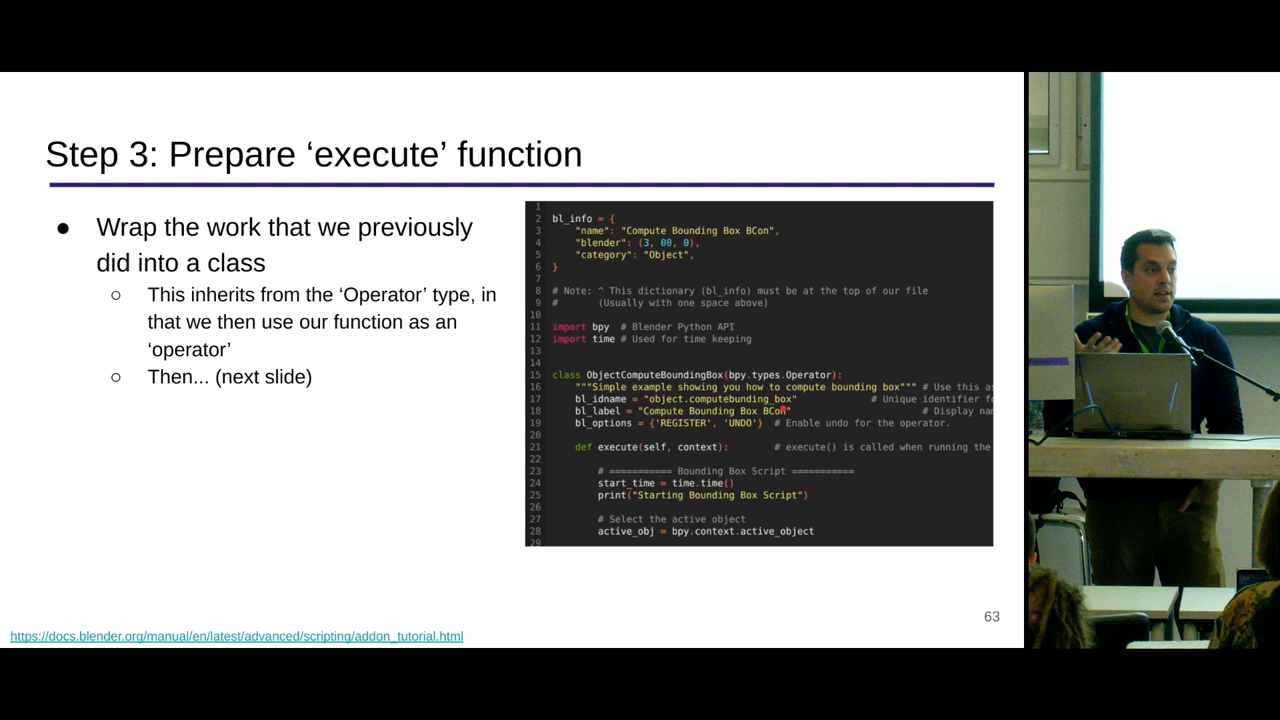 Step 3: Prepare ‘execute’ function
● Wrap the work that we previously
did into a class
○ This inherits from the ‘Operator’ type, in
that we then use our function as an
‘operator’
○ Then... (next slide)
1
2 bl_info = {
3 "name": "Compute Bounding Box BCon",
4 "blender": (3, 00, 0),
5 "category": "Object",
6 }
7
8 # Note: ^ This dictionary (bl_info) must be at the top of our file
9 # (Usually with one space above)
10
11 import bpy # Blender Python API
12 import time # Used for time keeping
13
14
15 class ObjectComputeBoundingBox(bpy.types.Operator):
16 """Simple example showing you how to compute bounding box""" # Use this as
17 bl_idname = "object.computebunding_box" # Unique identifier fo
18 bl_label = "Compute Bounding Box BCon" # Display nam
19 bl_options = {'REGISTER', 'UNDO'} # Enable undo for the operator.
20
21 def execute(self, context): # execute() is called when running the
22
23 # =========== Bounding Box Script ===========
24 start_time = time.time()
25 print("Starting Bounding Box Script")
26
27 # Select the active object
28 active_obj = bpy.context.active_object
29
63
https://docs.blender.org/manual/en/latest/advanced/scripting/addon_tutorial.html